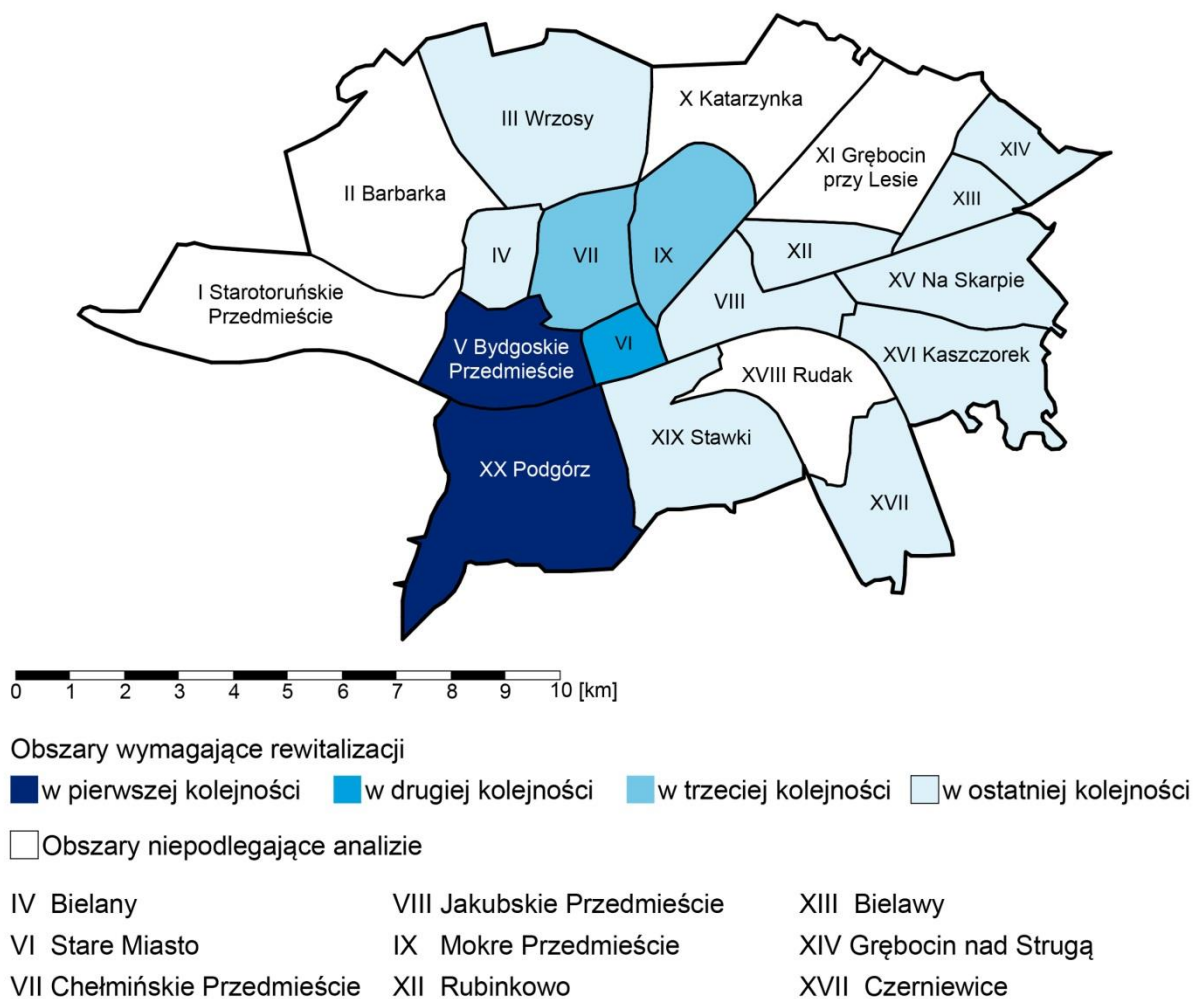 X Katarzynka
III Wrzosy
XIV
XI Grębocin
przy Lesie
II Barbarka
XIII
IV
VII
IX
XII
XV Na Skarpie
I Starotoruńskie
Przedmieście
VIII
VI
V Bydgoskie
Przedmieście
XVI Kaszczorek
XVIII Rudak
XIX Stawki
XX Podgórz
XVII
0 1 2 3 4 5 6 7 8 9 10 [km]
Obszary wymagające rewitalizacji
w pierwszej kolejności w drugiej kolejności w trzeciej kolejności w ostatniej kolejności
Obszary niepodlegające analizie
IV Bielany VIII Jakubskie Przedmieście XIII Bielawy
VI Stare Miasto IX Mokre Przedmieście XIV Grębocin nad Strugą
VII Chełmińskie Przedmieście XII Rubinkowo XVII Czerniewice